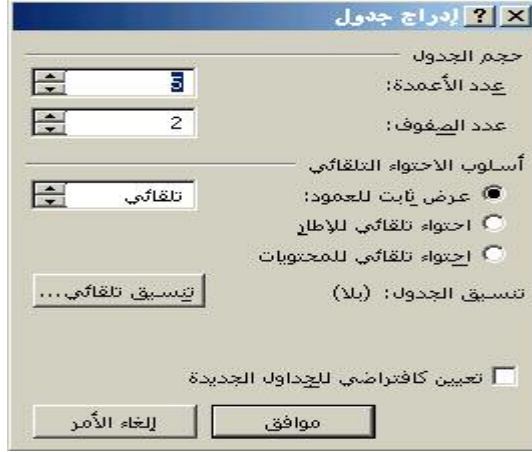 إدراج جدول
حجم الجدول
عدد الأعمدة: 5
عدد الصفوف: 2
أسلوب الاحتواء التلقائي
عرض ثابت للعمود: تلقائي
احتواء تلقائي للإطار
احتواء تلقائي للمحتويات
تنسيق الجدول: (بلا) تنسيق تلقائي...
تعيين كافتراضي للجداول الجديدة
موافق إلغاء الأمر